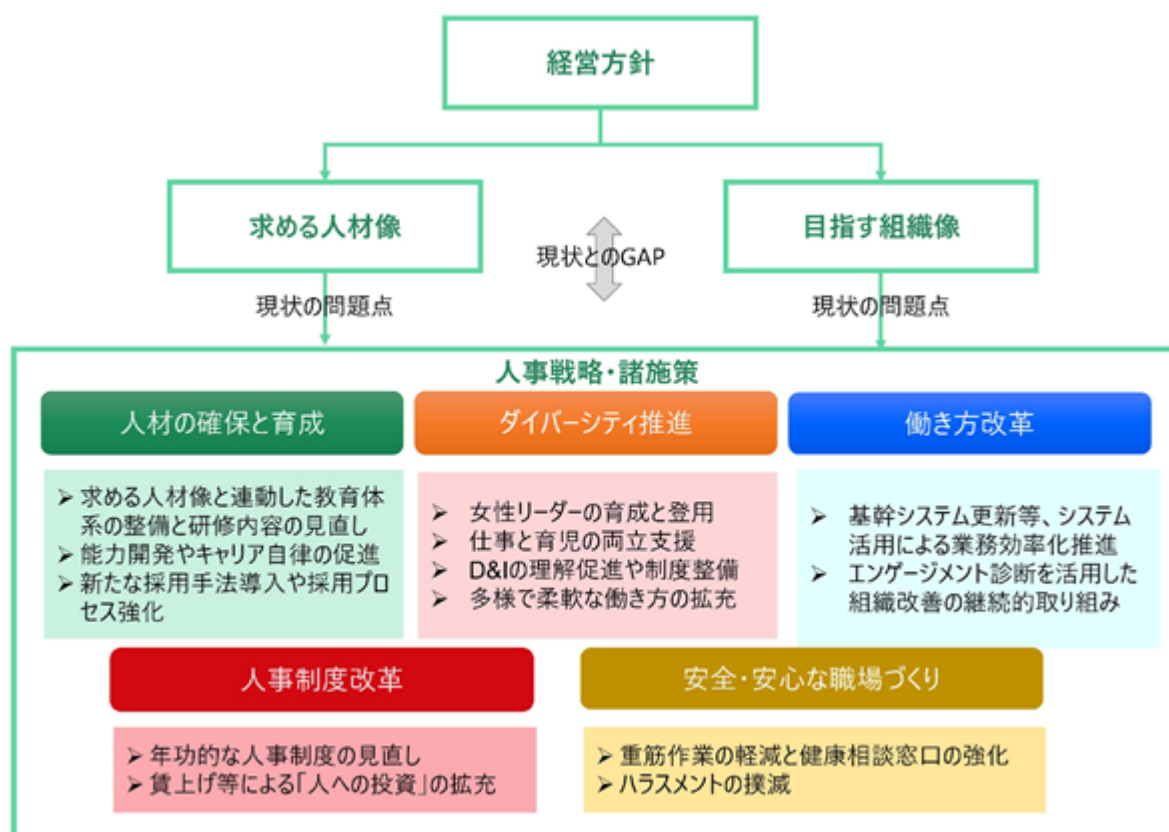 経営方針
求める人材像
目指す組織像
現状とのGAP
現状の問題点
現状の問題点
人事戦略・諸施策
人材の確保と育成
➢ 求める人材像と連動した教育体
系の整備と研修内容の見直し
➢ 能力開発やキャリア自律の促進
➢ 新たな採用手法導入や採用プロ
セス強化
ダイバーシティ推進
➢ 女性リーダーの育成と登用
➢ 仕事と育児の両立支援
➢ D&Iの理解促進や制度整備
➢ 多様で柔軟な働き方の拡充
働き方改革
➢ 基幹システム更新等、システム
活用による業務効率化推進
➢ エンゲージメント診断を活用した
組織改善の継続的取り組み
人事制度改革
➢ 年功的な人事制度の見直し
➢ 賃上げ等による「人への投資」の拡充
安全・安心な職場づくり
➢ 重筋作業の軽減と健康相談窓口の強化
➢ ハラスメントの撲滅